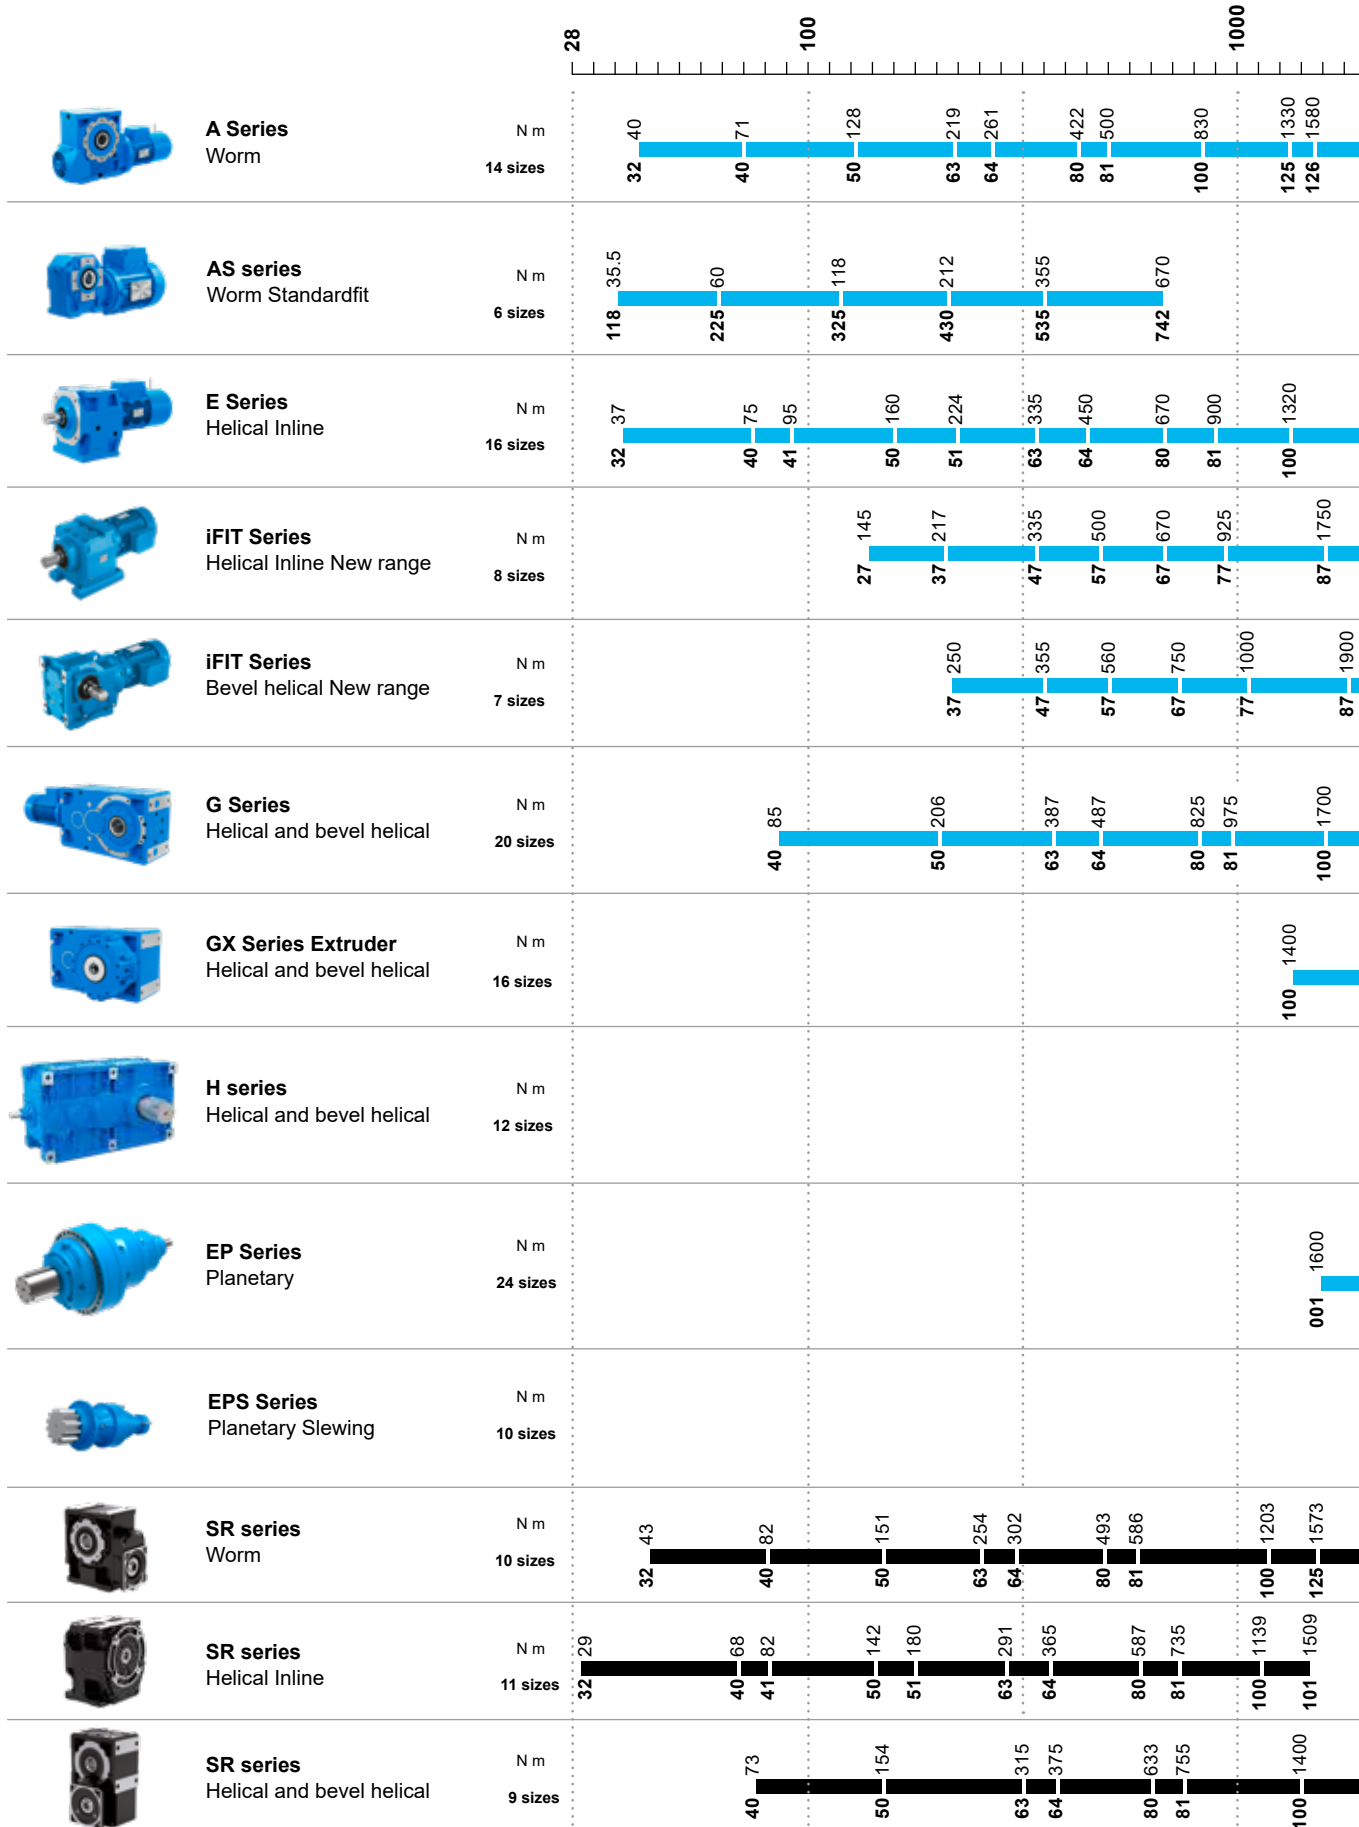 28 100 1000
A Series
Worm
N m
14 sizes
40 71 128 219 261 422 500 830 1330 1580
32 40 50 63 64 80 81 100 125 126
AS series
Worm Standardfit
N m
6 sizes
35.5 60 118 212 355 670
118 225 325 430 535 742
E Series
Helical Inline
N m
16 sizes
37 75 95 160 224 335 450 670 900 1320
32 40 41 50 51 63 64 80 81 100
iFIT Series
Helical Inline New range
N m
8 sizes
145 217 335 500 670 925 1750
27 37 47 57 67 77 87
iFIT Series
Bevel helical New range
N m
7 sizes
250 355 560 750 1000 1900
37 47 57 67 77 87
G Series
Helical and bevel helical
N m
20 sizes
85 206 387 487 825 975 1700
40 50 63 64 80 81 100
GX Series Extruder
Helical and bevel helical
N m
16 sizes
1400
100
H series
Helical and bevel helical
N m
12 sizes
EP Series
Planetary
N m
24 sizes
1600
001
EPS Series
Planetary Slewing
N m
10 sizes
SR series
Worm
N m
10 sizes
43 82 151 254 302 493 586 1203 1573
32 40 50 63 64 80 81 100 125
SR series
Helical Inline
N m
11 sizes
29 68 82 142 180 291 365 587 735 1139 1509
32 40 41 50 51 63 64 80 81 100 101
SR series
Helical and bevel helical
N m
9 sizes
73 154 315 375 633 755 1400
40 50 63 64 80 81 100